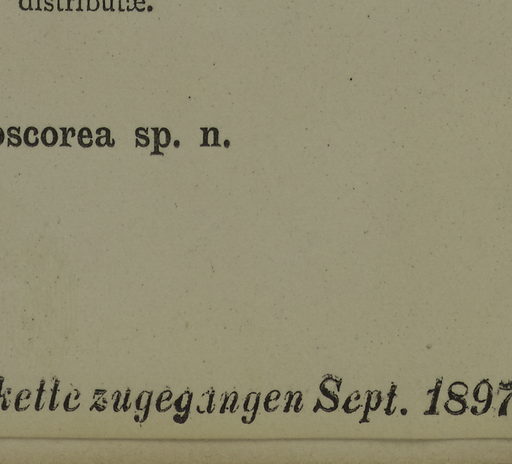 distributæ.
oscorea sp. n.
kette zugegangen Sept. 1897